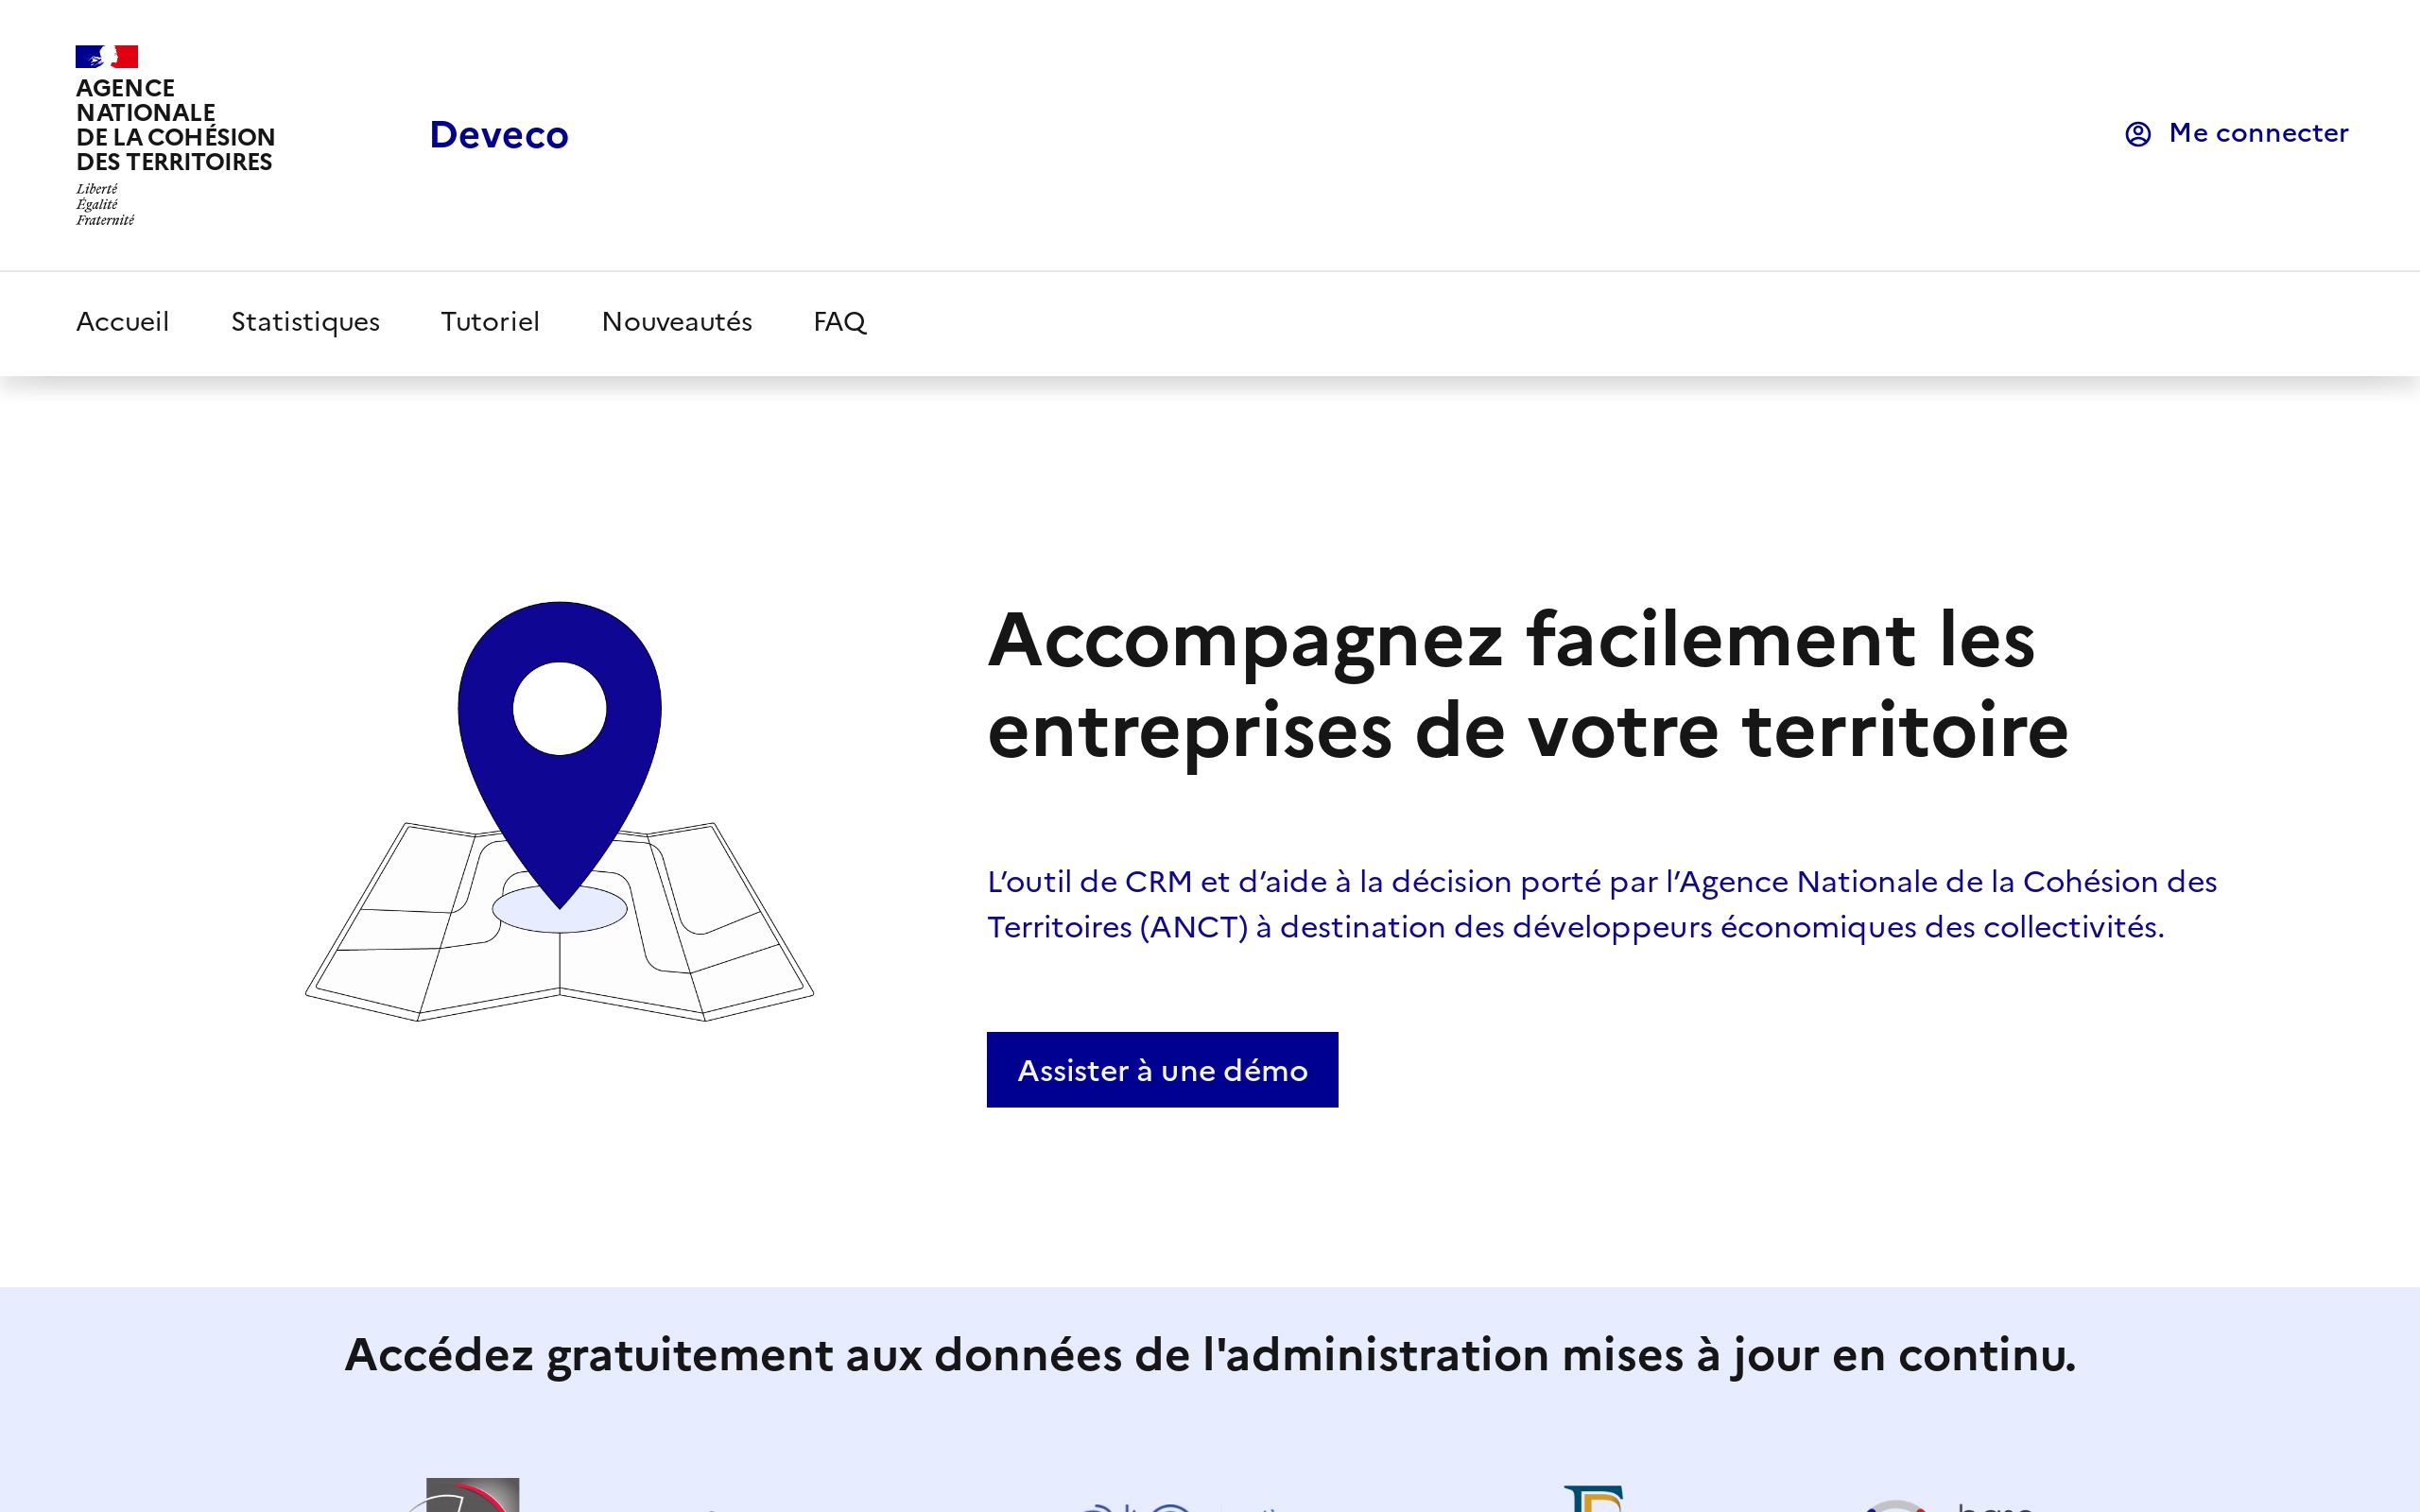 AGENCE
NATIONALE
DE LA COHÉSION
DES TERRITOIRES
Liberté
Égalité
Fraternité
Deveco
Me connecter
Accueil
Statistiques
Tutoriel
Nouveautés
FAQ
Accompagnez facilement les
entreprises de votre territoire
L’outil de CRM et d’aide à la décision porté par l’Agence Nationale de la Cohésion des
Territoires (ANCT) à destination des développeurs économiques des collectivités.
Assister à une démo
Accédez gratuitement aux données de l'administration mises à jour en continu.